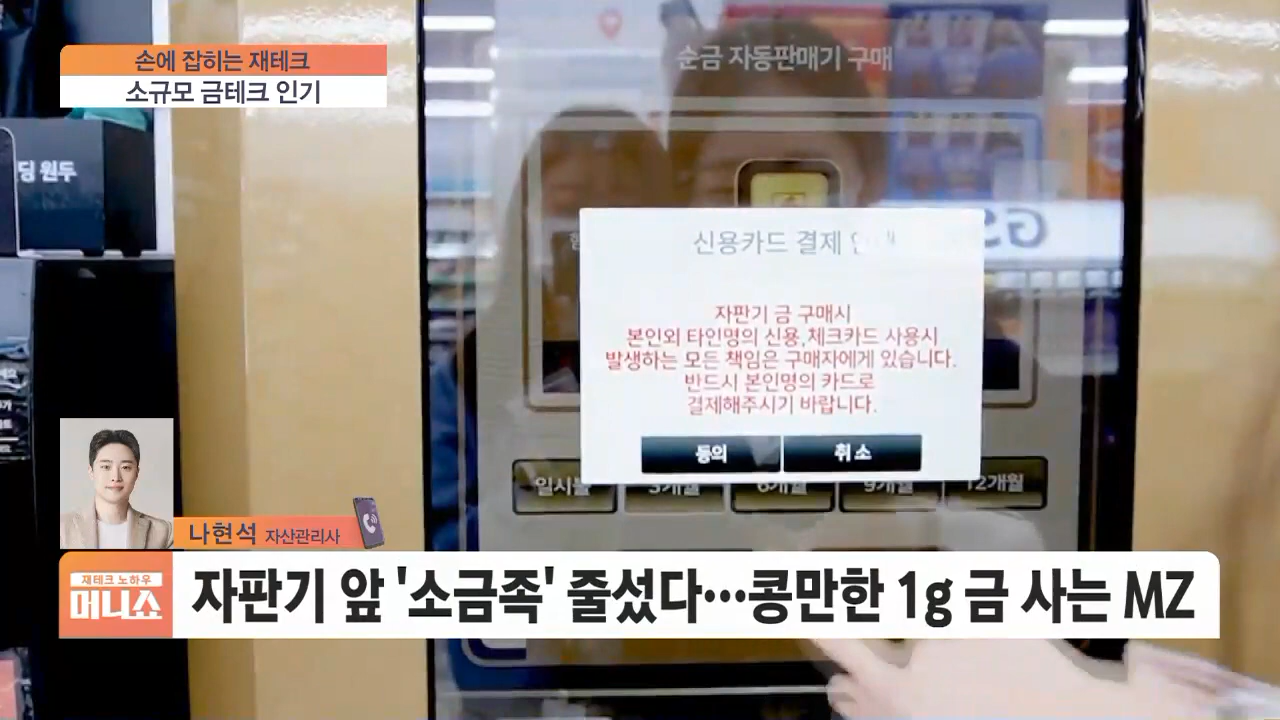 손에 잡히는 재테크
소규모 금테크 인기
순금 자동판매기 구매
딩 원두
GS
신용카드 결제 안내
자판기 금 구매시
본인외 타인명의 신용,체크카드 사용시
발생하는 모든 책임은 구매자에게 있습니다.
반드시 본인명의 카드로
결제해주시기 바랍니다.
동의
취소
일시불
3개월
6개월
9개월
12개월
나현석 자산관리사
재테크 노하우
머니쇼
자판기 앞 '소금족' 줄섰다…콩만한 1g 금 사는 MZ